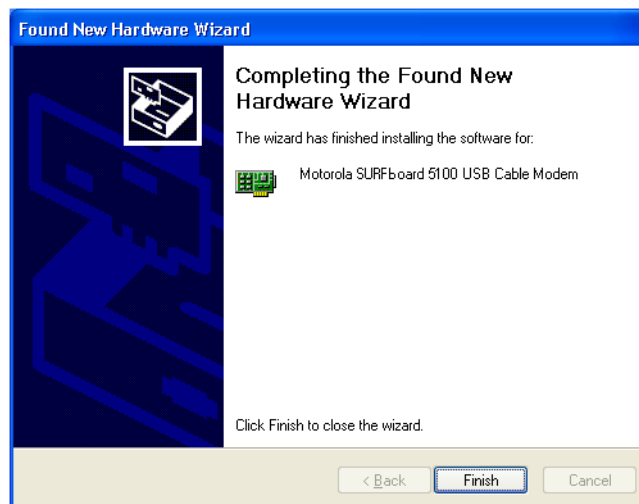 Found New Hardware Wizard
Completing the Found New
Hardware Wizard
The wizard has finished installing the software for:
Motorola SURFboard 5100 USB Cable Modem
Click Finish to close the wizard.
< Back Finish Cancel